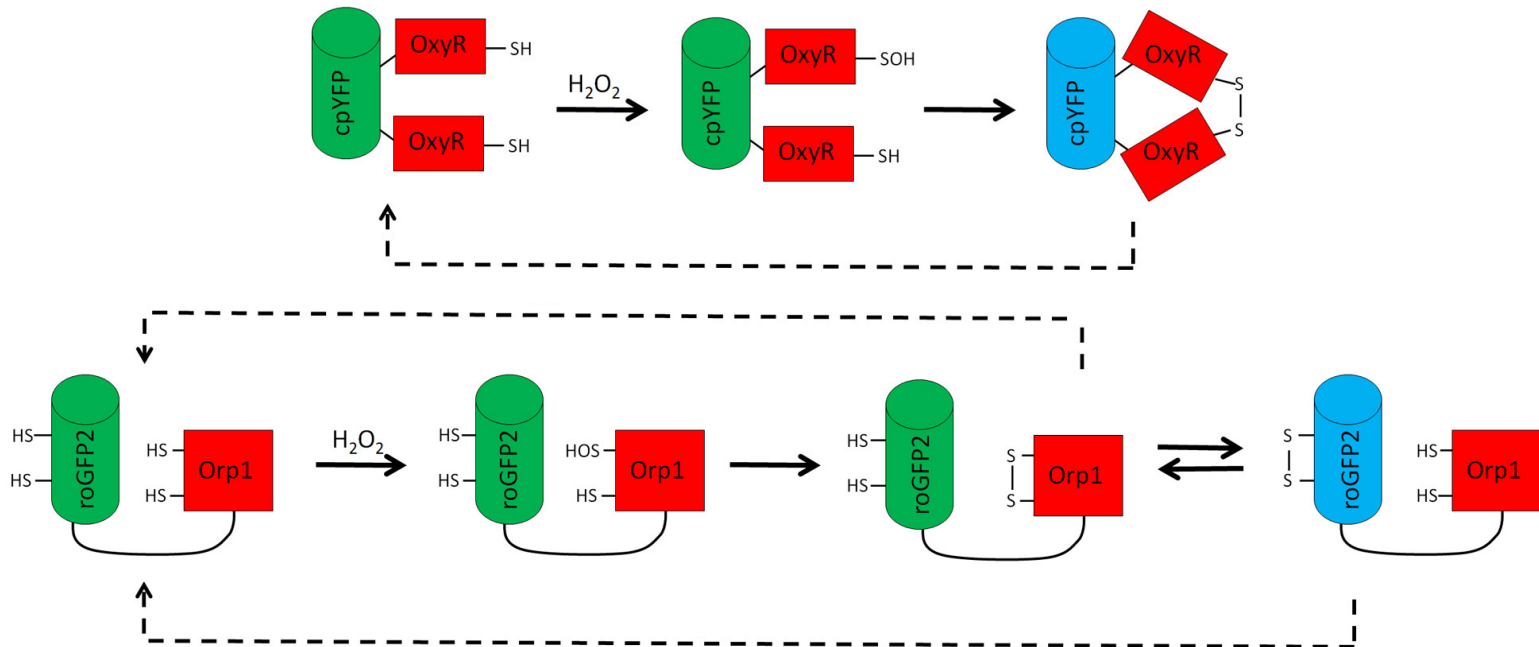 cpYFP
OxyR
SH
OxyR
SH
H₂O₂
cpYFP
OxyR
SOH
OxyR
SH
cpYFP
OxyR
S
S
OxyR
HS
HS
roGFP2
HS
HS
Orp1
H₂O₂
HS
HS
roGFP2
HOS
HS
Orp1
HS
HS
roGFP2
S
S
Orp1
S
S
roGFP2
HS
HS
Orp1